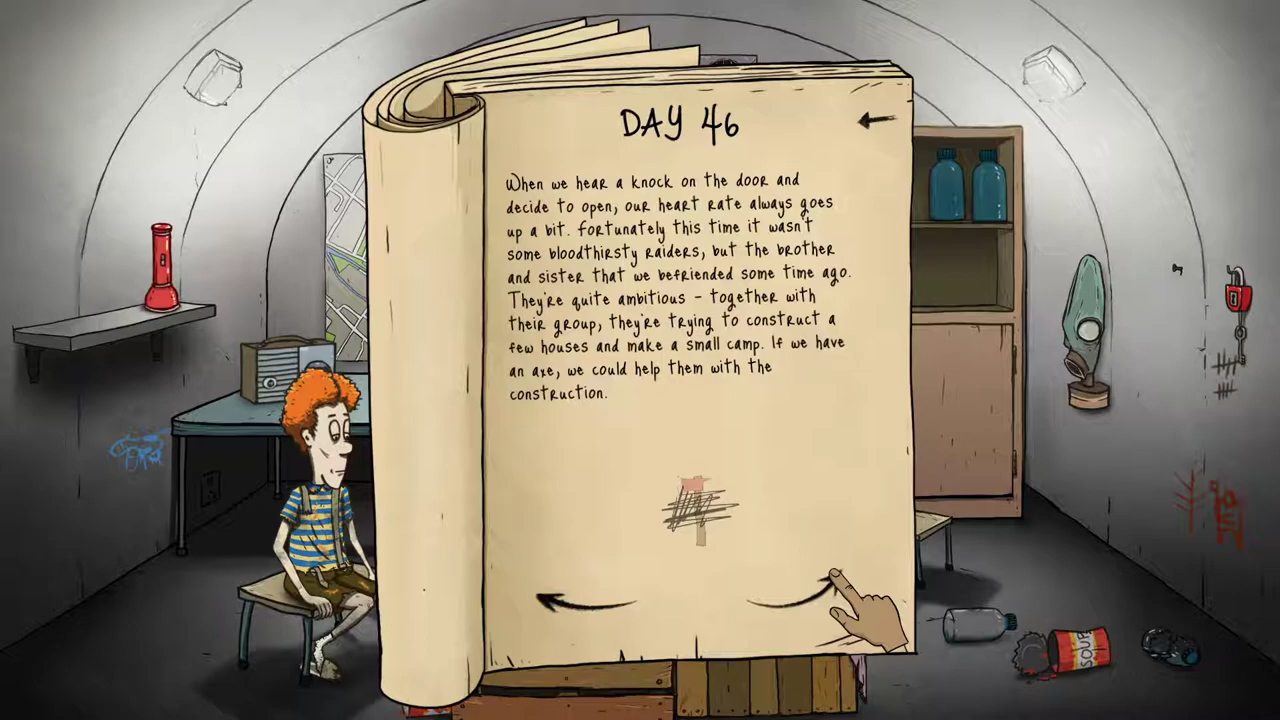 DAY 46
When we hear a knock on the door and
decide to open, our heart rate always goes
up a bit. Fortunately this time it wasn't
some bloodthirsty raiders, but the brother
and sister that we befriended some time ago.
They're quite ambitious - together with
their group, they're trying to construct a
few houses and make a small camp. If we have
an axe, we could help them with the
construction.
SOUP